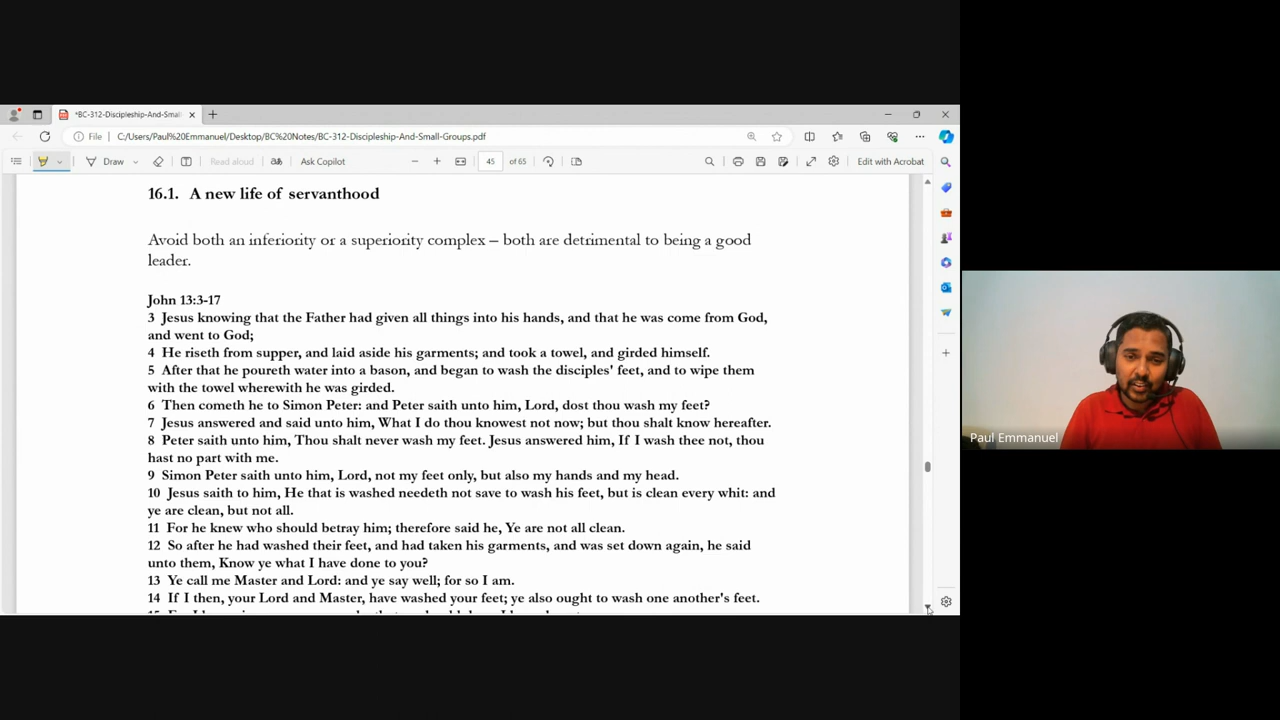 *BC-312-Discipleship-And-Small-
File
C:/Users/Paul%20Emmanuel/Desktop/BC%20Notes/BC-312-Discipleship-And-Small-Groups.pdf
Draw
Read aloud
Ask Copilot
45 of 65
Edit with Acrobat
16.1. A new life of servanthood
Avoid both an inferiority or a superiority complex – both are detrimental to being a good
leader.
John 13:3-17
3 Jesus knowing that the Father had given all things into his hands, and that he was come from God,
and went to God;
4 He riseth from supper, and laid aside his garments; and took a towel, and girded himself.
5 After that he poureth water into a bason, and began to wash the disciples' feet, and to wipe them
with the towel wherewith he was girded.
6 Then cometh he to Simon Peter: and Peter saith unto him, Lord, dost thou wash my feet?
7 Jesus answered and said unto him, What I do thou knowest not now; but thou shalt know hereafter.
8 Peter saith unto him, Thou shalt never wash my feet. Jesus answered him, If I wash thee not, thou
hast no part with me.
9 Simon Peter saith unto him, Lord, not my feet only, but also my hands and my head.
10 Jesus saith to him, He that is washed needeth not save to wash his feet, but is clean every whit: and
ye are clean, but not all.
11 For he knew who should betray him; therefore said he, Ye are not all clean.
12 So after he had washed their feet, and had taken his garments, and was set down again, he said
unto them, Know ye what I have done to you?
13 Ye call me Master and Lord: and ye say well; for so I am.
14 If I then, your Lord and Master, have washed your feet; ye also ought to wash one another's feet.
Paul Emmanuel